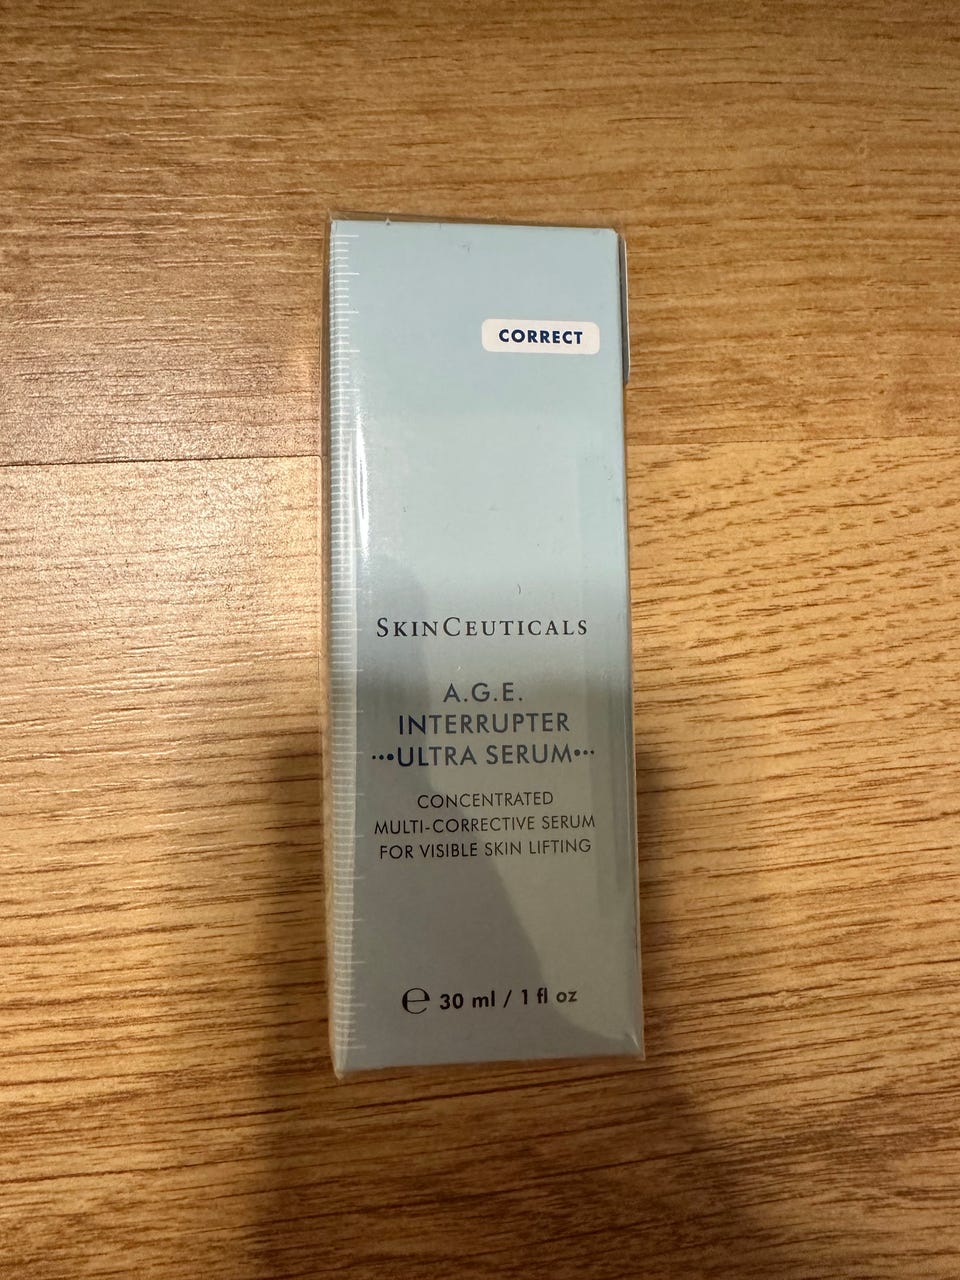 CORRECT
SKINCEUTICALS
A.G.E.
INTERRUPTER
•••ULTRA SERUM•••
CONCENTRATED
MULTI-CORRECTIVE SERUM
FOR VISIBLE SKIN LIFTING
℮ 30 ml / 1 fl oz